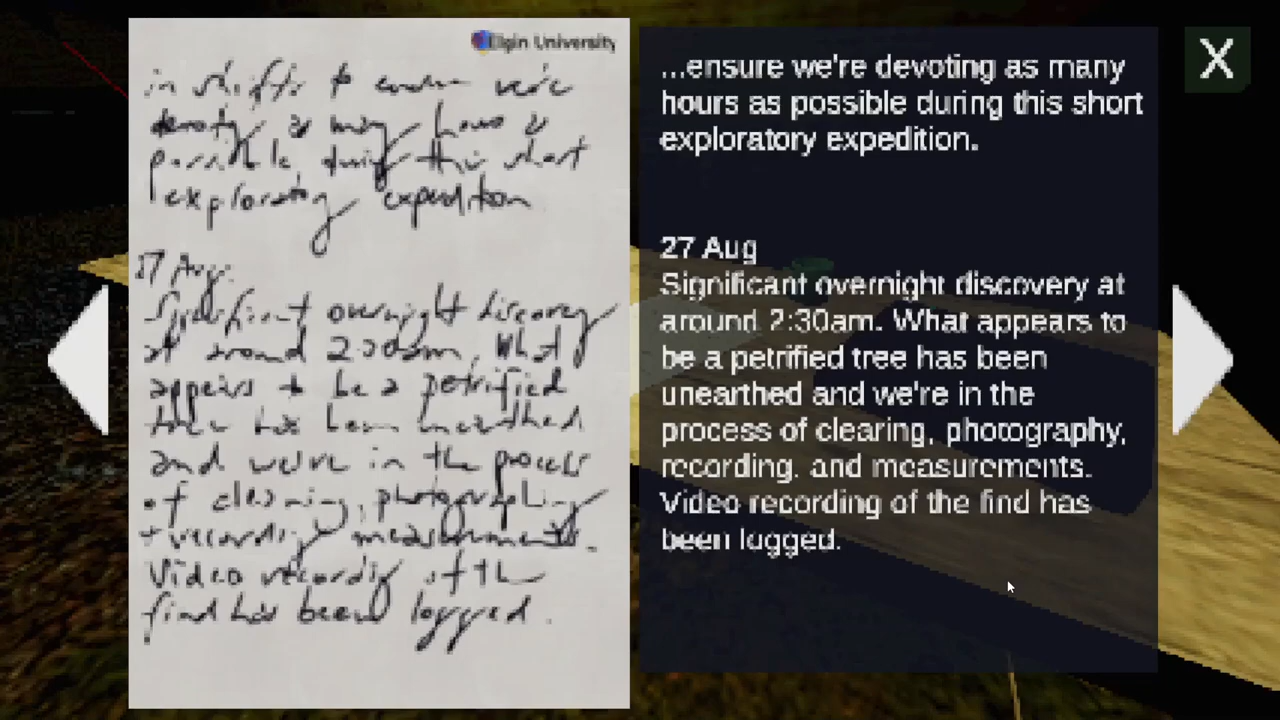 Elgin University
in shifts to ensure we're
devoting as many hours as
possible during this short
exploratory expedition
27 Aug.
Significant overnight discovery
at around 2:30am. What
appears to be a petrified
tree has been unearthed
and we're in the process
of cleaning, photographing
+ recording measurements.
Video recording of the
find has been logged.
...ensure we're devoting as many
hours as possible during this short
exploratory expedition.
27 Aug
Significant overnight discovery at
around 2:30am. What appears to
be a petrified tree has been
unearthed and we're in the
process of clearing, photography,
recording, and measurements.
Video recording of the find has
been logged.
X